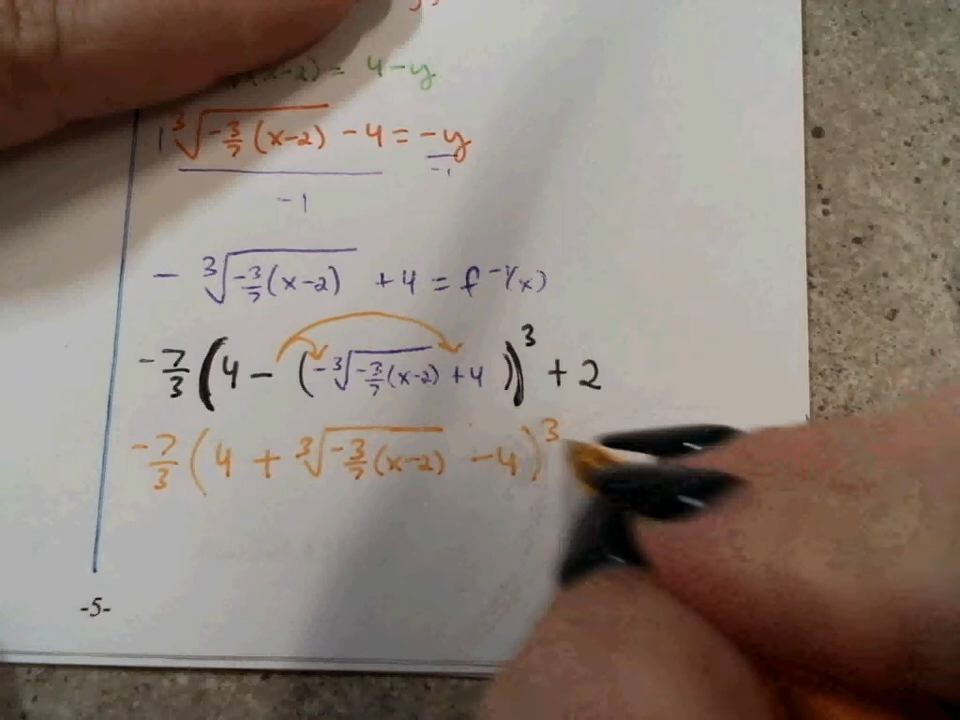 -2) = 4-y
∛(-3/7(x-2)) -4 = -y
-1 -1
- ∛(-3/7(x-2)) +4 = f⁻¹(x)
-7/3(4-(-∛(-3/7(x-2)) +4))³ +2
-7/3(4 + ∛(-3/7(x-2)) -4)³
-5-